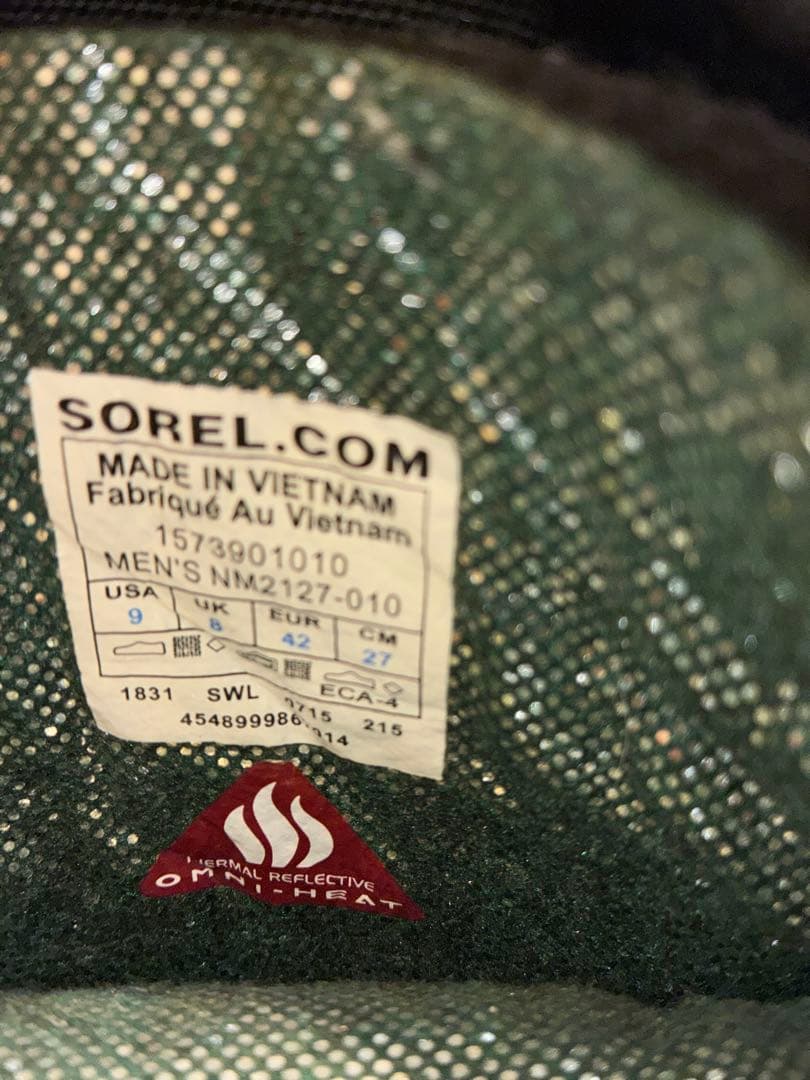 SOREL.COM
MADE IN VIETNAM
Fabriqué Au Vietnam
1573901010
MEN'S NM2127-010
USA UK EUR CM
9 8 42 27
1831 SWL 0715 ECA-4
215
THERMAL REFLECTIVE
OMNI-HEAT